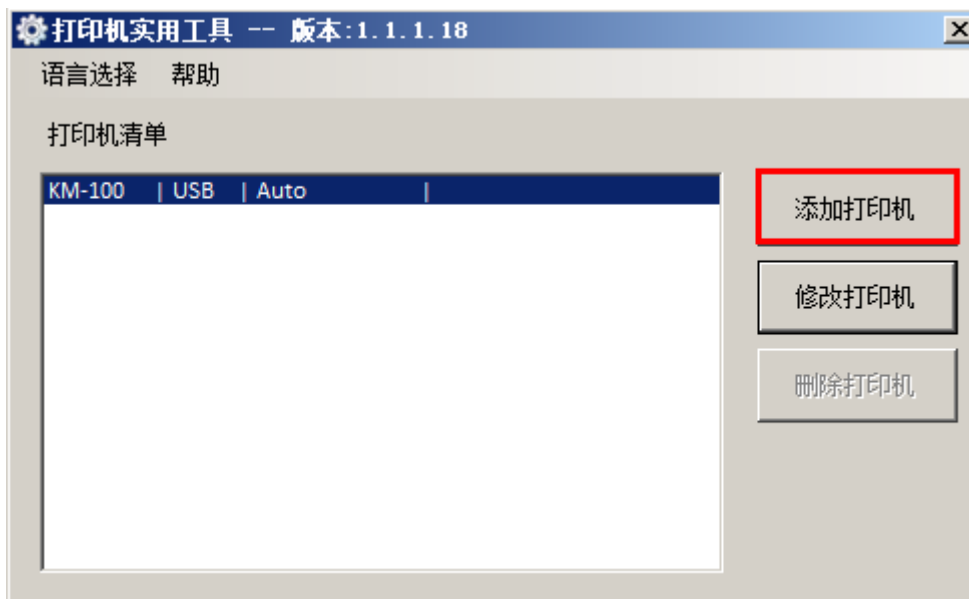 打印机实用工具 -- 版本:1.1.1.18
语言选择 帮助
打印机清单
KM-100 | USB | Auto |
添加打印机
修改打印机
删除打印机